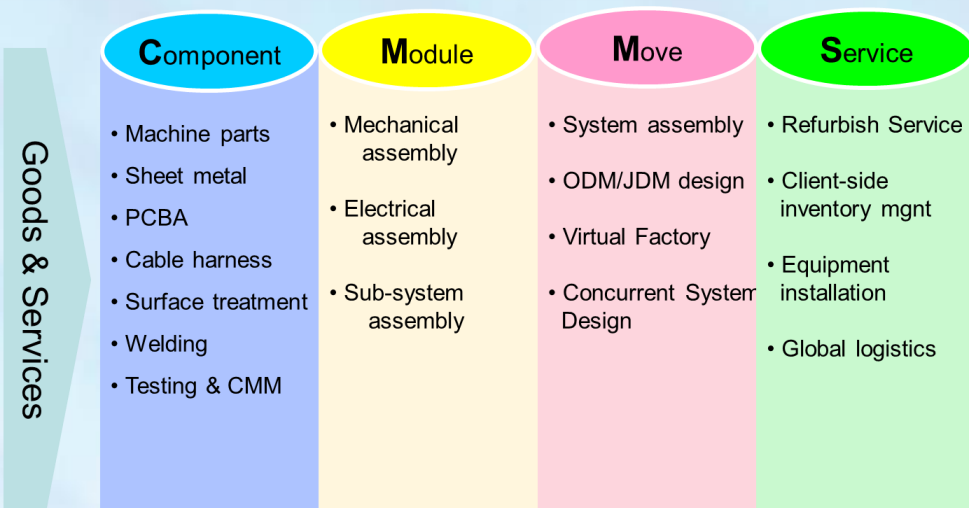 Goods & Services
Component
• Machine parts
• Sheet metal
• PCBA
• Cable harness
• Surface treatment
• Welding
• Testing & CMM
Module
• Mechanical
assembly
• Electrical
assembly
• Sub-system
assembly
Move
• System assembly
• ODM/JDM design
• Virtual Factory
• Concurrent System
Design
Service
• Refurbish Service
• Client-side
inventory mgnt
• Equipment
installation
• Global logistics